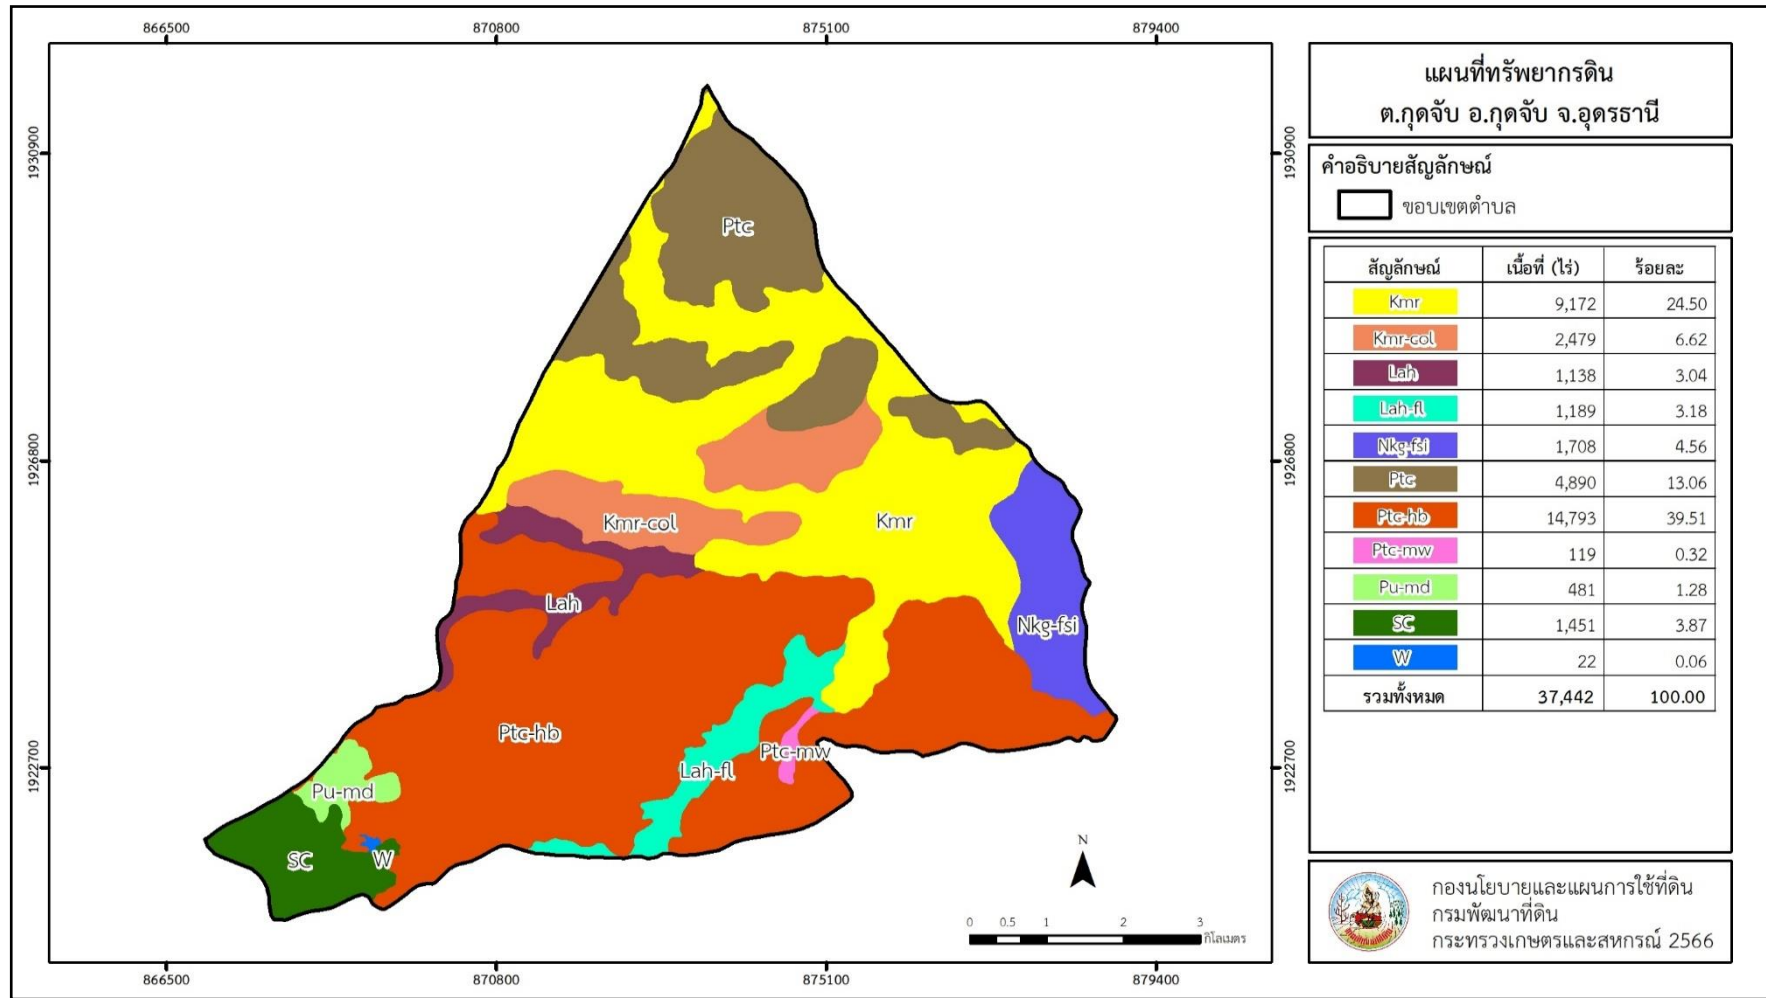 866500
870800
875100
879400
1930900
1926800
1922700
1930900
1926800
1922700
866500
870800
875100
879400
Ptc
Kmr-col
Kmr
Lah
Nkg-fsi
Ptc-hb
Ptc-mw
Lah-fl
Pu-md
SC
W
N
0 0.5 1 2 3
กิโลเมตร
แผนที่ทรัพยากรดิน
ต.กุดจับ อ.กุดจับ จ.อุดรธานี
คำอธิบายสัญลักษณ์
ขอบเขตตำบล
สัญลักษณ์ เนื้อที่ (ไร่) ร้อยละ
Kmr 9,172 24.50
Kmr-col 2,479 6.62
Lah 1,138 3.04
Lah-fl 1,189 3.18
Nkg-fsi 1,708 4.56
Ptc 4,890 13.06
Ptc-hb 14,793 39.51
Ptc-mw 119 0.32
Pu-md 481 1.28
SC 1,451 3.87
W 22 0.06
รวมทั้งหมด 37,442 100.00
กองนโยบายและแผนการใช้ที่ดิน
กรมพัฒนาที่ดิน
กระทรวงเกษตรและสหกรณ์ 2566